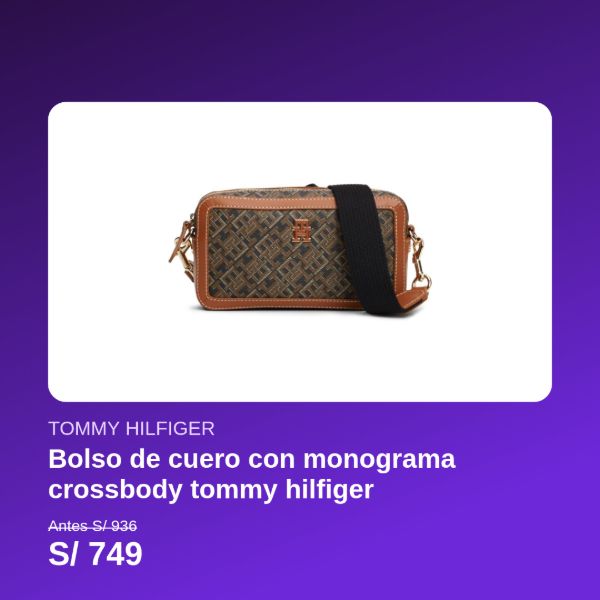 TOMMY HILFIGER
Bolso de cuero con monograma
crossbody tommy hilfiger
Antes S/ 936
S/ 749